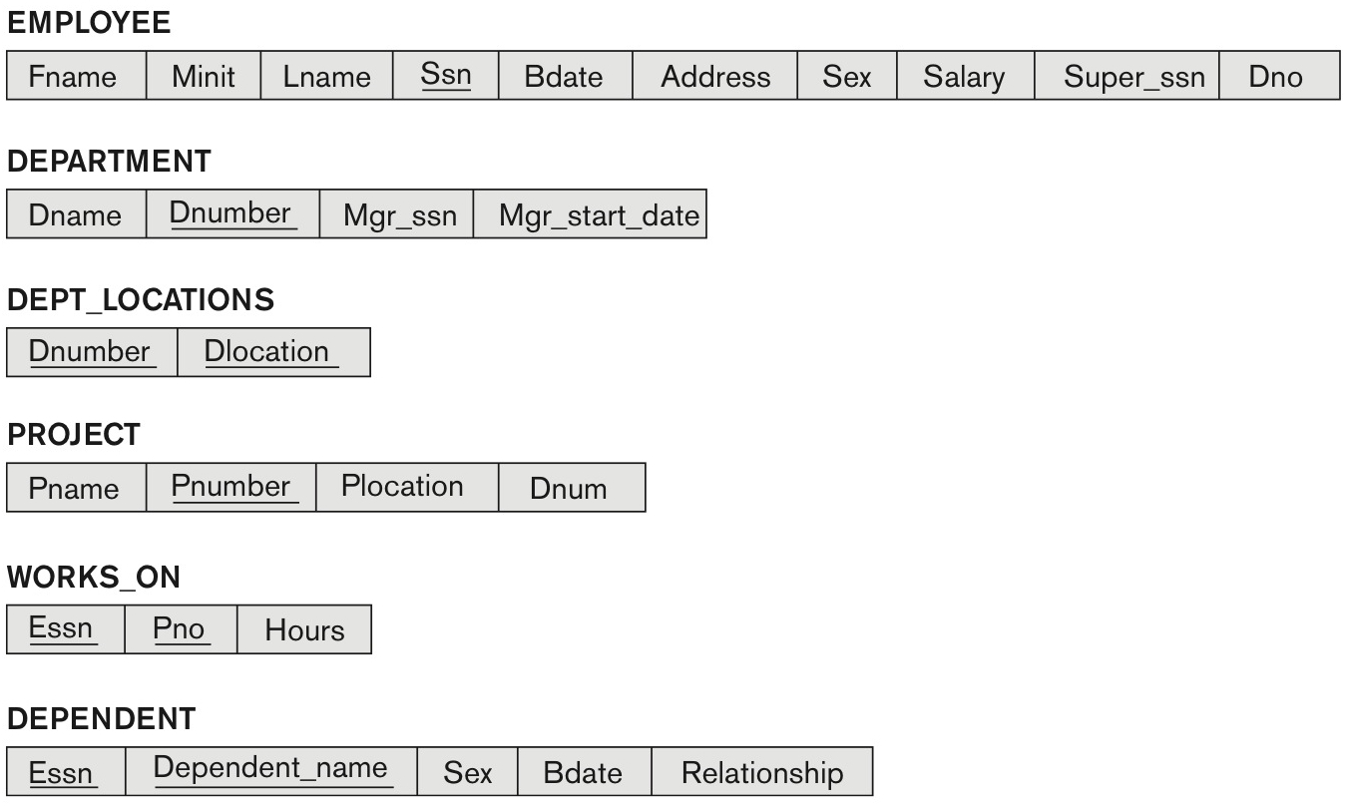 EMPLOYEE
Fname Minit Lname Ssn Bdate Address Sex Salary Super_ssn Dno
DEPARTMENT
Dname Dnumber Mgr_ssn Mgr_start_date
DEPT_LOCATIONS
Dnumber Dlocation
PROJECT
Pname Pnumber Plocation Dnum
WORKS_ON
Essn Pno Hours
DEPENDENT
Essn Dependent_name Sex Bdate Relationship